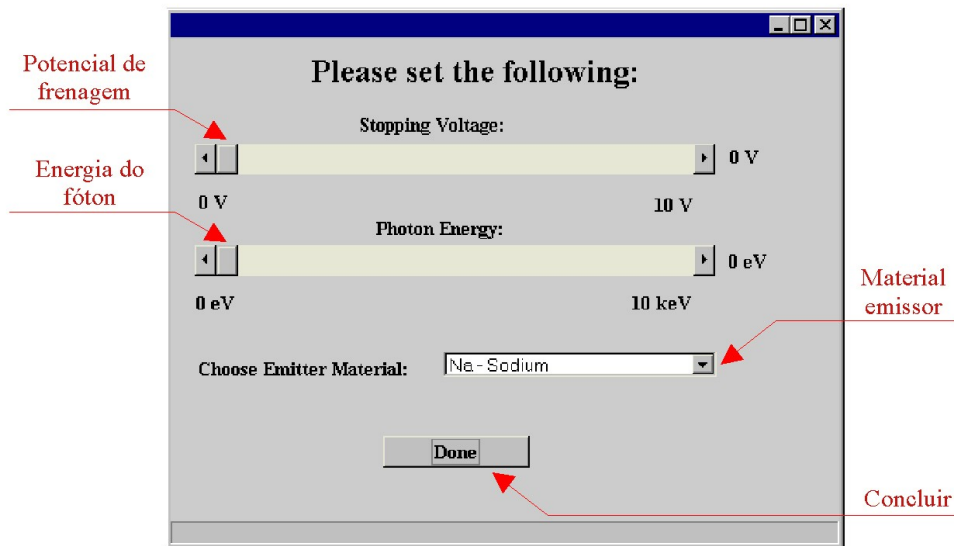 Please set the following:
Potencial de
frenagem
Stopping Voltage:
0 V
0 V
10 V
Energia do
fóton
Photon Energy:
0 eV
0 eV
10 keV
Material
emissor
Choose Emitter Material:
Na - Sodium
Done
Concluir